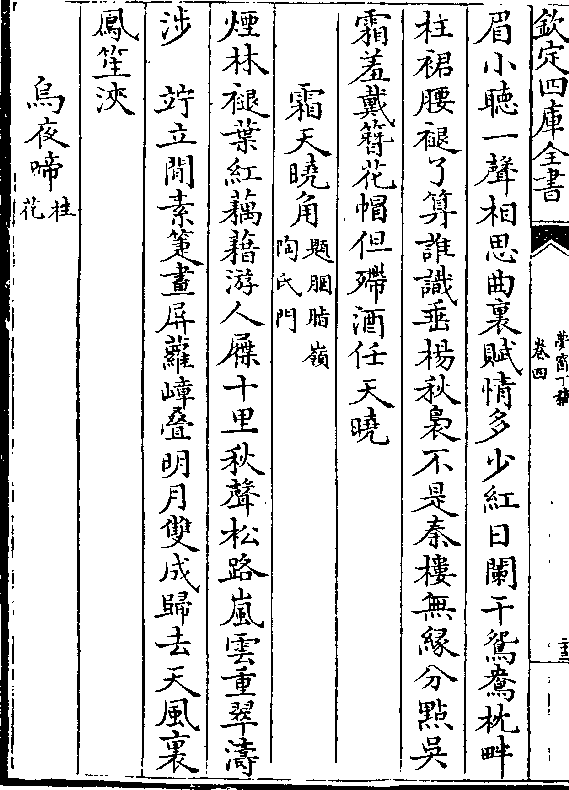 欽定四庫全書
夢窗丁稿
卷四
眉小聽一聲相思曲裏賦情多少紅日闌干鴛鴦枕畔
枉裙腰褪了算誰識垂楊秋裊不是秦樓無縁分點吳
霜羞戴簪花帽但殢酒任天曉
霜天曉角
題胭脂嶺
陶氏門
煙林褪葉紅藕藉游人屧十里秋聲松路嵐雲重翠濤
涉　竚立閒素箑畫屏蘿嶂疊明月雙成歸去天風裏
鳳笙浹
烏夜啼
桂
花